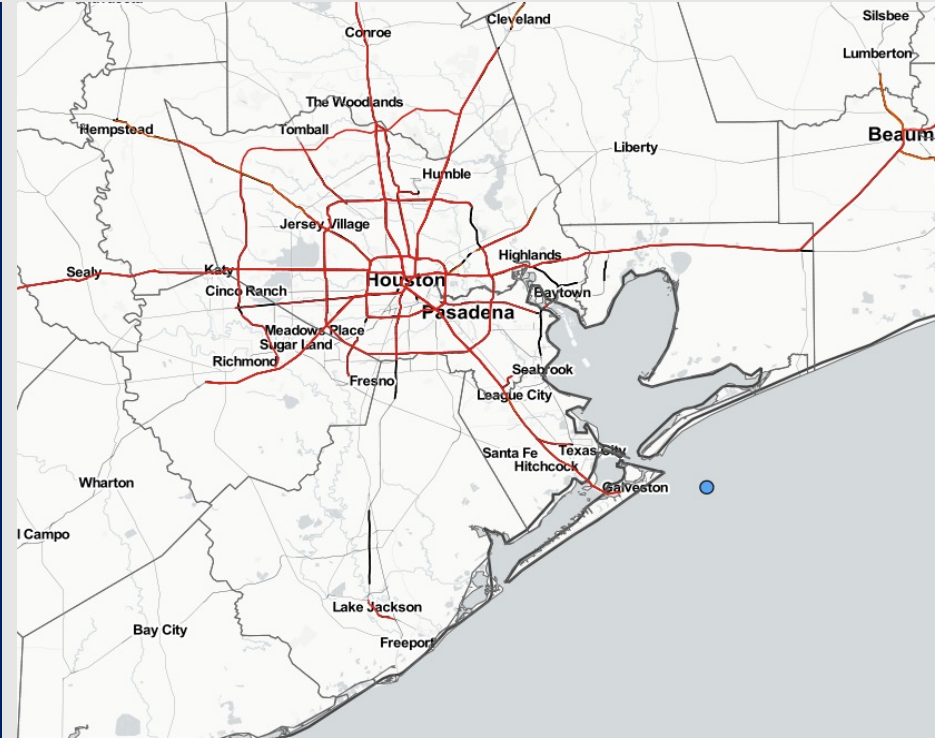 Cleveland
Silsbee
Conroe
Lumberton
The Woodlands
Hempstead
Tomball
Beaum
Liberty
Humble
Jersey Village
Highlands
Sealy
Katy
Houston
Cinco Ranch
Baytown
Pasadena
Meadows Place
Sugar Land
Richmond
Seabrook
Fresno
League City
Santa Fe
Texas City
Hitchcock
Wharton
Galveston
l Campo
Lake Jackson
Bay City
Freeport